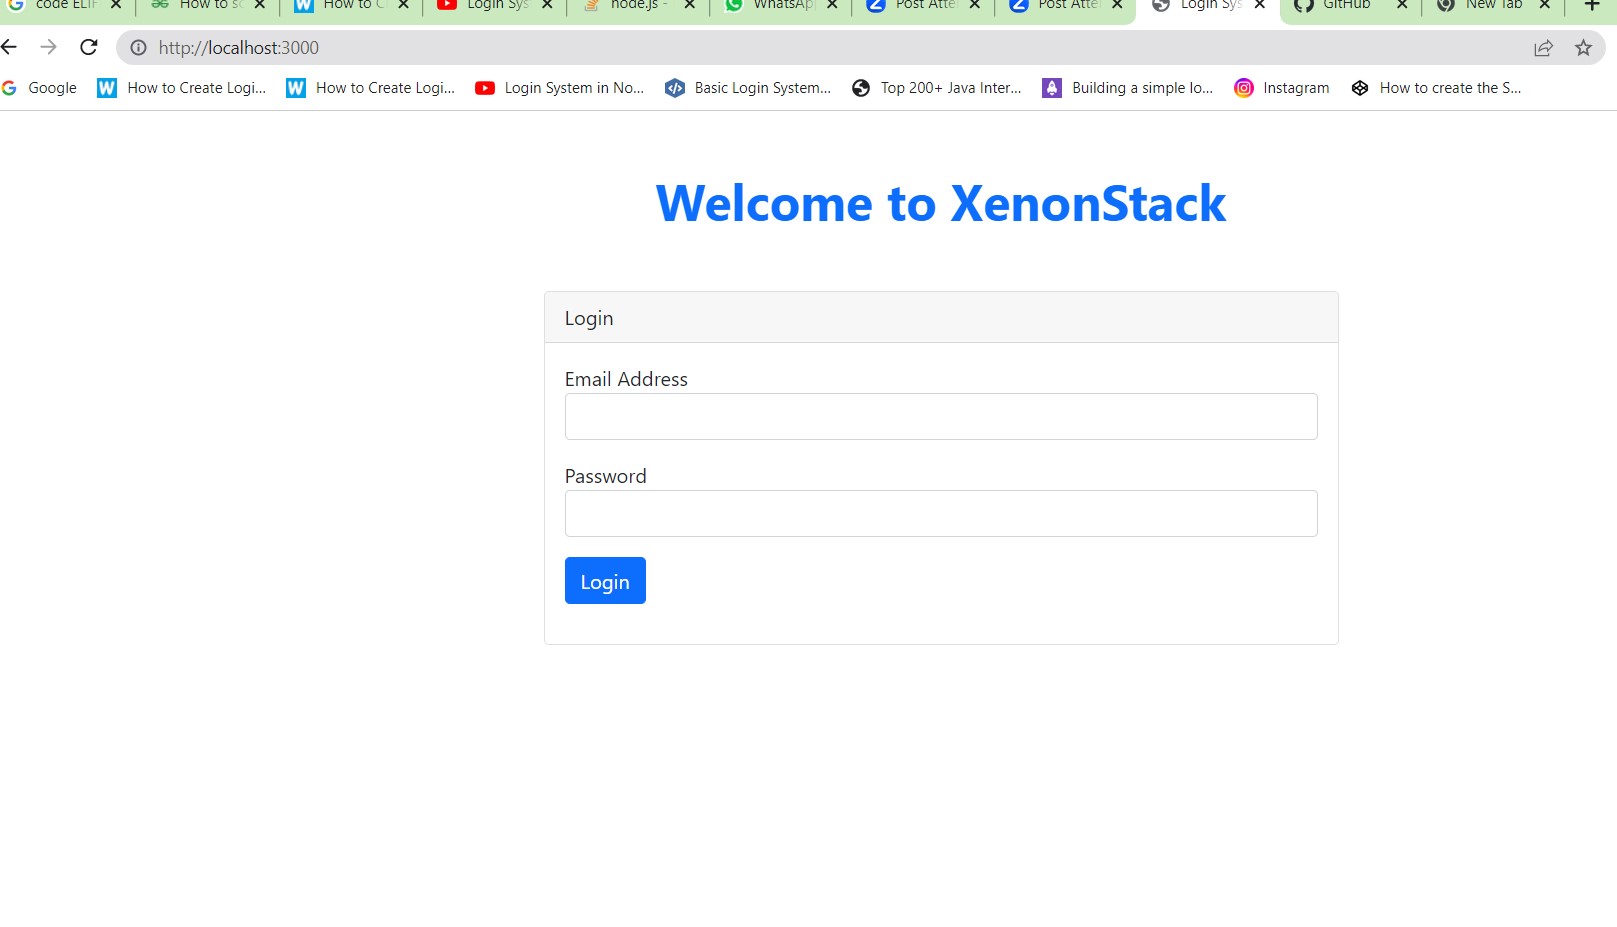 code ELIF How to sc How to C Login Sys node.js - WhatsApp Post Atte Post Atte Login Sys GitHub New Tab
http://localhost:3000
Google How to Create Logi... How to Create Logi... Login System in No... Basic Login System... Top 200+ Java Inter... Building a simple lo... Instagram How to create the S...
Welcome to XenonStack
Login
Email Address
Password
Login